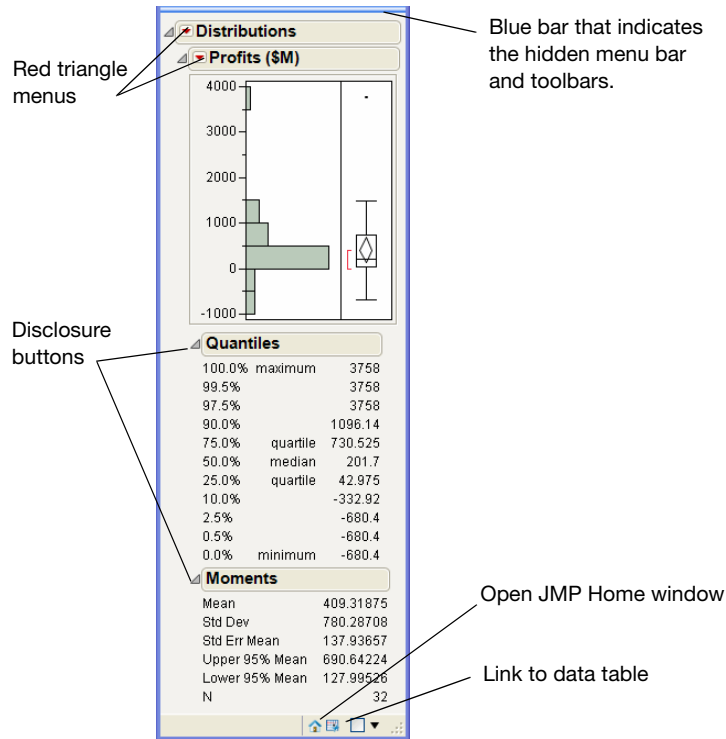 Blue bar that indicates
the hidden menu bar
and toolbars.
Red triangle
menus
Distributions
Profits ($M)
4000
3000
2000
1000
0
-1000
Disclosure
buttons
Quantiles
100.0% maximum 3758
99.5% 3758
97.5% 3758
90.0% 1096.14
75.0% quartile 730.525
50.0% median 201.7
25.0% quartile 42.975
10.0% -332.92
2.5% -680.4
0.5% -680.4
0.0% minimum -680.4
Moments
Mean 409.31875
Std Dev 780.28708
Std Err Mean 137.93657
Upper 95% Mean 690.64224
Lower 95% Mean 127.99526
N 32
Open JMP Home window
Link to data table